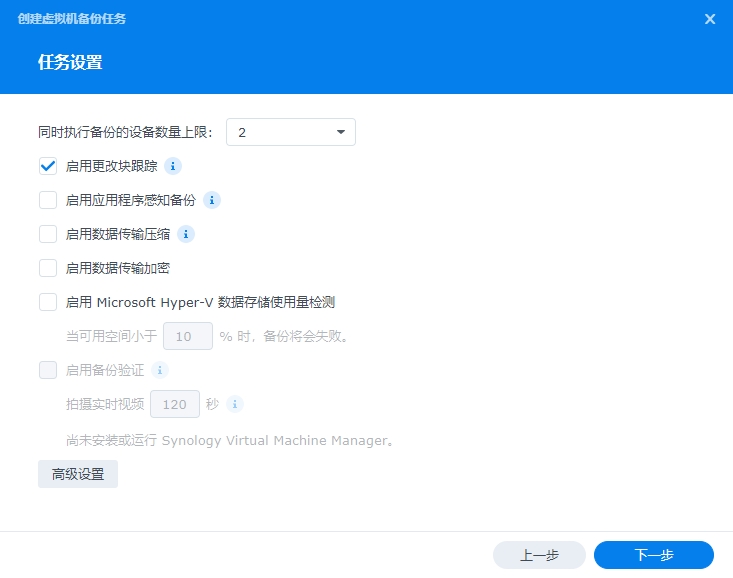 创建虚拟机备份任务
任务设置
同时执行备份的设备数量上限： 2
启用更改块跟踪
启用应用程序感知备份
启用数据传输压缩
启用数据传输加密
启用 Microsoft Hyper-V 数据存储使用量检测
当可用空间小于 10 % 时，备份将会失败。
启用备份验证
拍摄实时视频 120 秒
尚未安装或运行 Synology Virtual Machine Manager。
高级设置
上一步 下一步